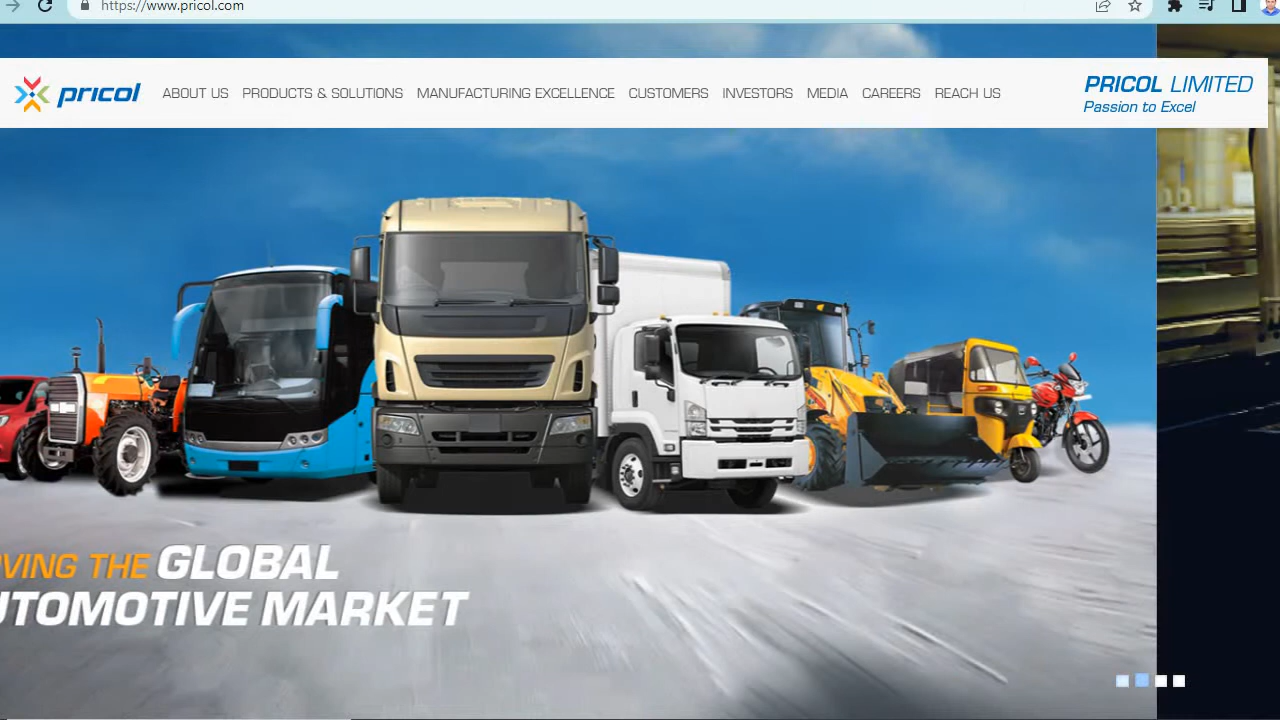 https://www.pricol.com
pricol
ABOUT US PRODUCTS & SOLUTIONS MANUFACTURING EXCELLENCE CUSTOMERS INVESTORS MEDIA CAREERS REACH US
PRICOL LIMITED
Passion to Excel
VING THE GLOBAL
UTOMOTIVE MARKET